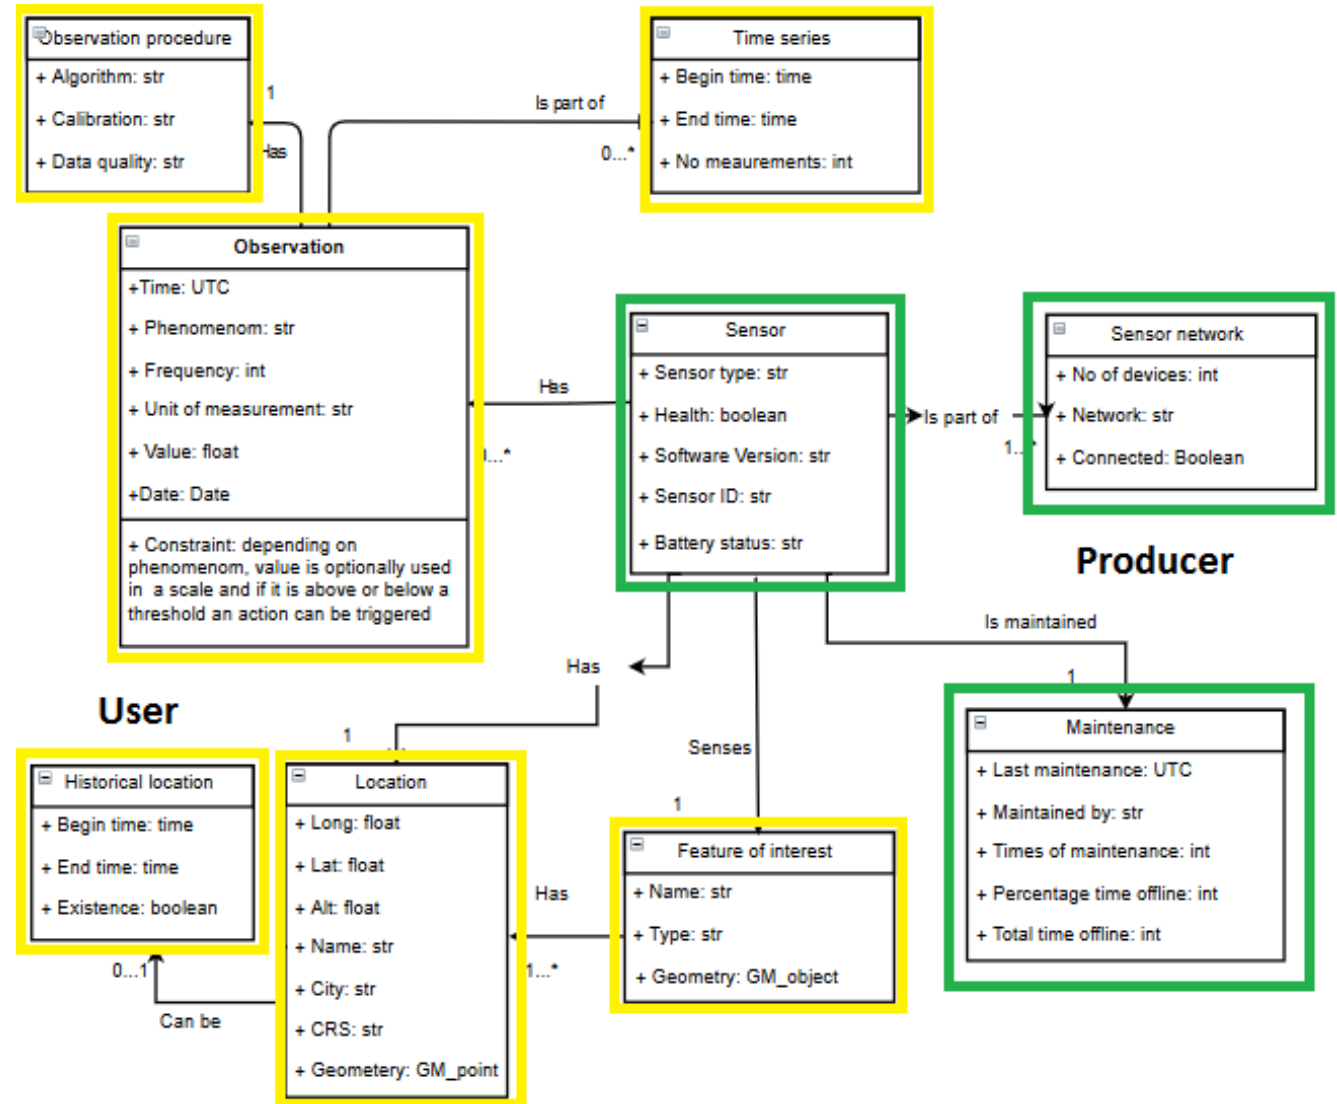 Observation procedure
+ Algorithm: str
+ Calibration: str
+ Data quality: str
1
Has
Is part of
0...*
Time series
+ Begin time: time
+ End time: time
+ No meaurements: int
Observation
+Time: UTC
+ Phenomenom: str
+ Frequency: int
+ Unit of measurement: str
+ Value: float
+Date: Date
+ Constraint: depending on
phenomenom, value is optionally used
in a scale and if it is above or below a
threshold an action can be triggered
Has
0...*
Sensor
+ Sensor type: str
+ Health: boolean
+ Software Version: str
+ Sensor ID: str
+ Battery status: str
Is part of
1...*
Sensor network
+ No of devices: int
+ Network: str
+ Connected: Boolean
Producer
Is maintained
1
Has
1
Senses
1
User
Historical location
+ Begin time: time
+ End time: time
+ Existence: boolean
0...1
Can be
Location
+ Long: float
+ Lat: float
+ Alt: float
+ Name: str
+ City: str
+ CRS: str
+ Geometery: GM_point
Has
1...*
Feature of interest
+ Name: str
+ Type: str
+ Geometry: GM_object
Maintenance
+ Last maintenance: UTC
+ Maintained by: str
+ Times of maintenance: int
+ Percentage time offline: int
+ Total time offline: int